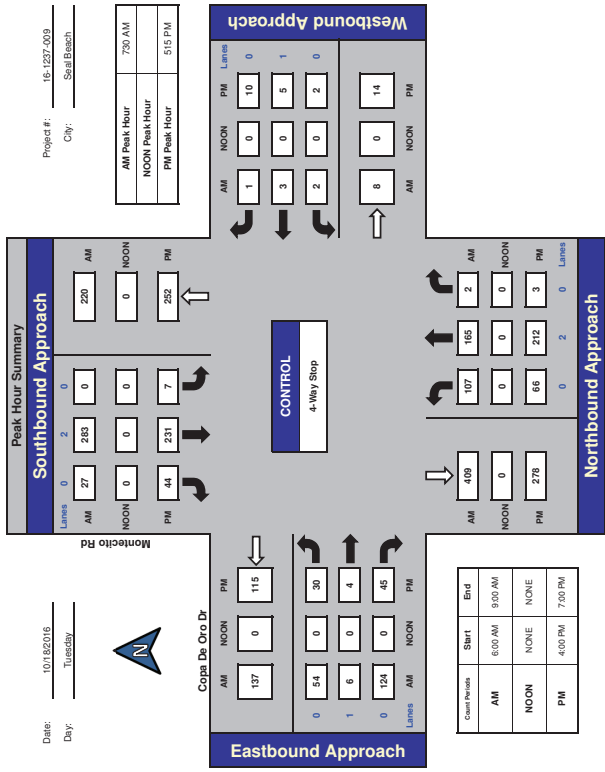 Peak Hour Summary
Southbound Approach
Project #: 16-1237-009
City: Seal Beach
AM Peak Hour 730 AM
NOON Peak Hour
PM Peak Hour 515 PM
Date: 10/18/2016
Day: Tuesday
N
Montecito Rd
Copa De Oro Dr
Lanes 0 2 0
AM 27 283 0 220 AM
NOON 0 0 0 0 NOON
PM 44 231 7 252 PM
Westbound Approach
AM NOON PM Lanes
1 0 10 0
3 0 5 1
2 0 2 0
8 0 14
AM NOON PM
CONTROL
4-Way Stop
AM NOON PM
137 0 115
0 54 0 30
1 6 0 4
0 124 0 45
Lanes AM NOON PM
Eastbound Approach
AM 409 107 165 2 AM
NOON 0 0 0 0 NOON
PM 278 66 212 3 PM
0 2 0 Lanes
Northbound Approach
Count Periods Start End
AM 6:00 AM 9:00 AM
NOON NONE NONE
PM 4:00 PM 7:00 PM